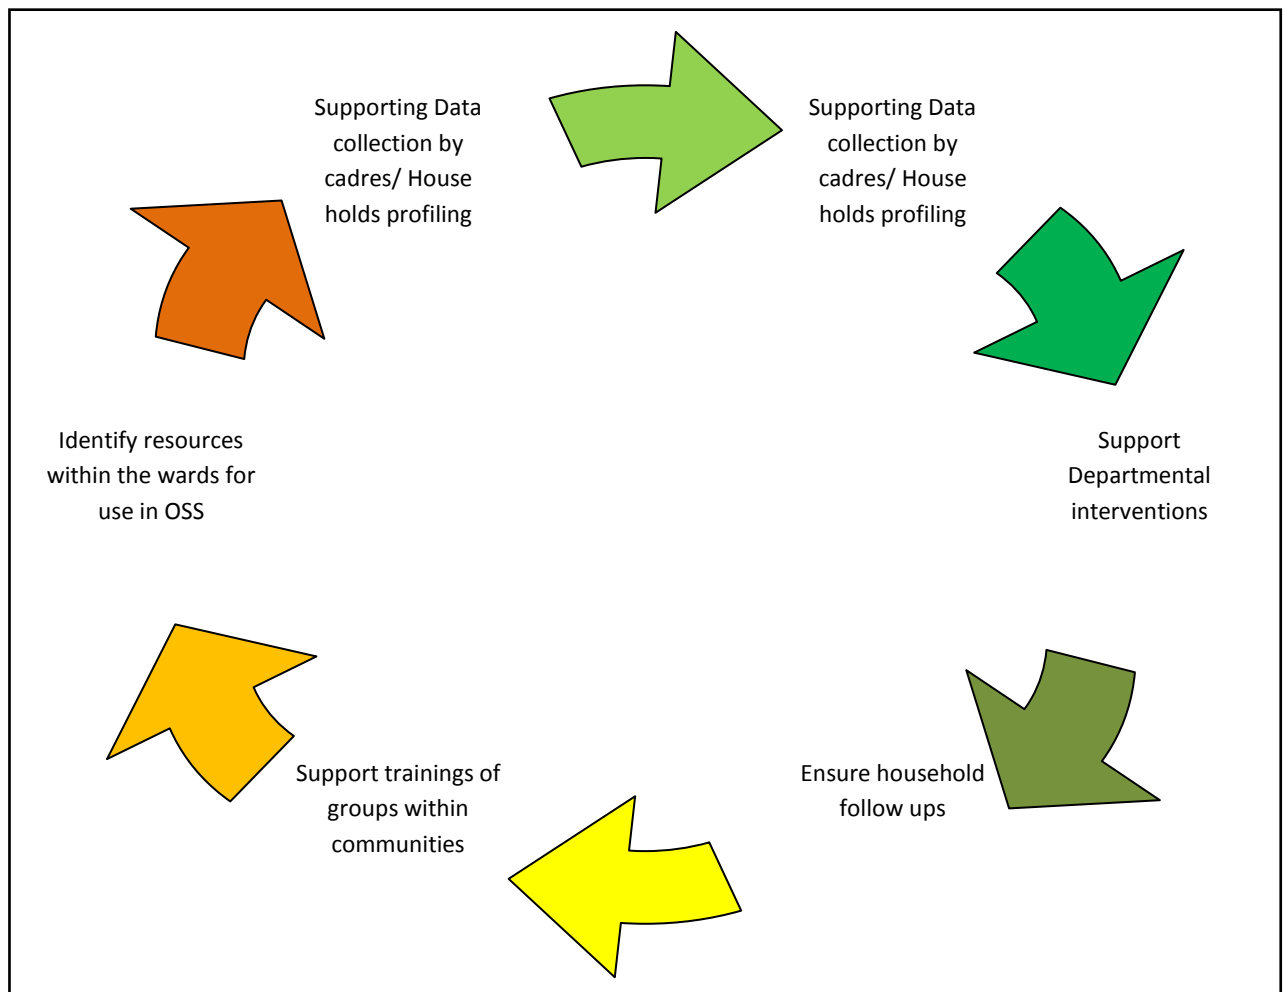 Supporting Data
collection by
cadres/ House
holds profiling
Supporting Data
collection by
cadres/ House
holds profiling
Support
Departmental
interventions
Ensure household
follow ups
Support trainings of
groups within
communities
Identify resources
within the wards for
use in OSS